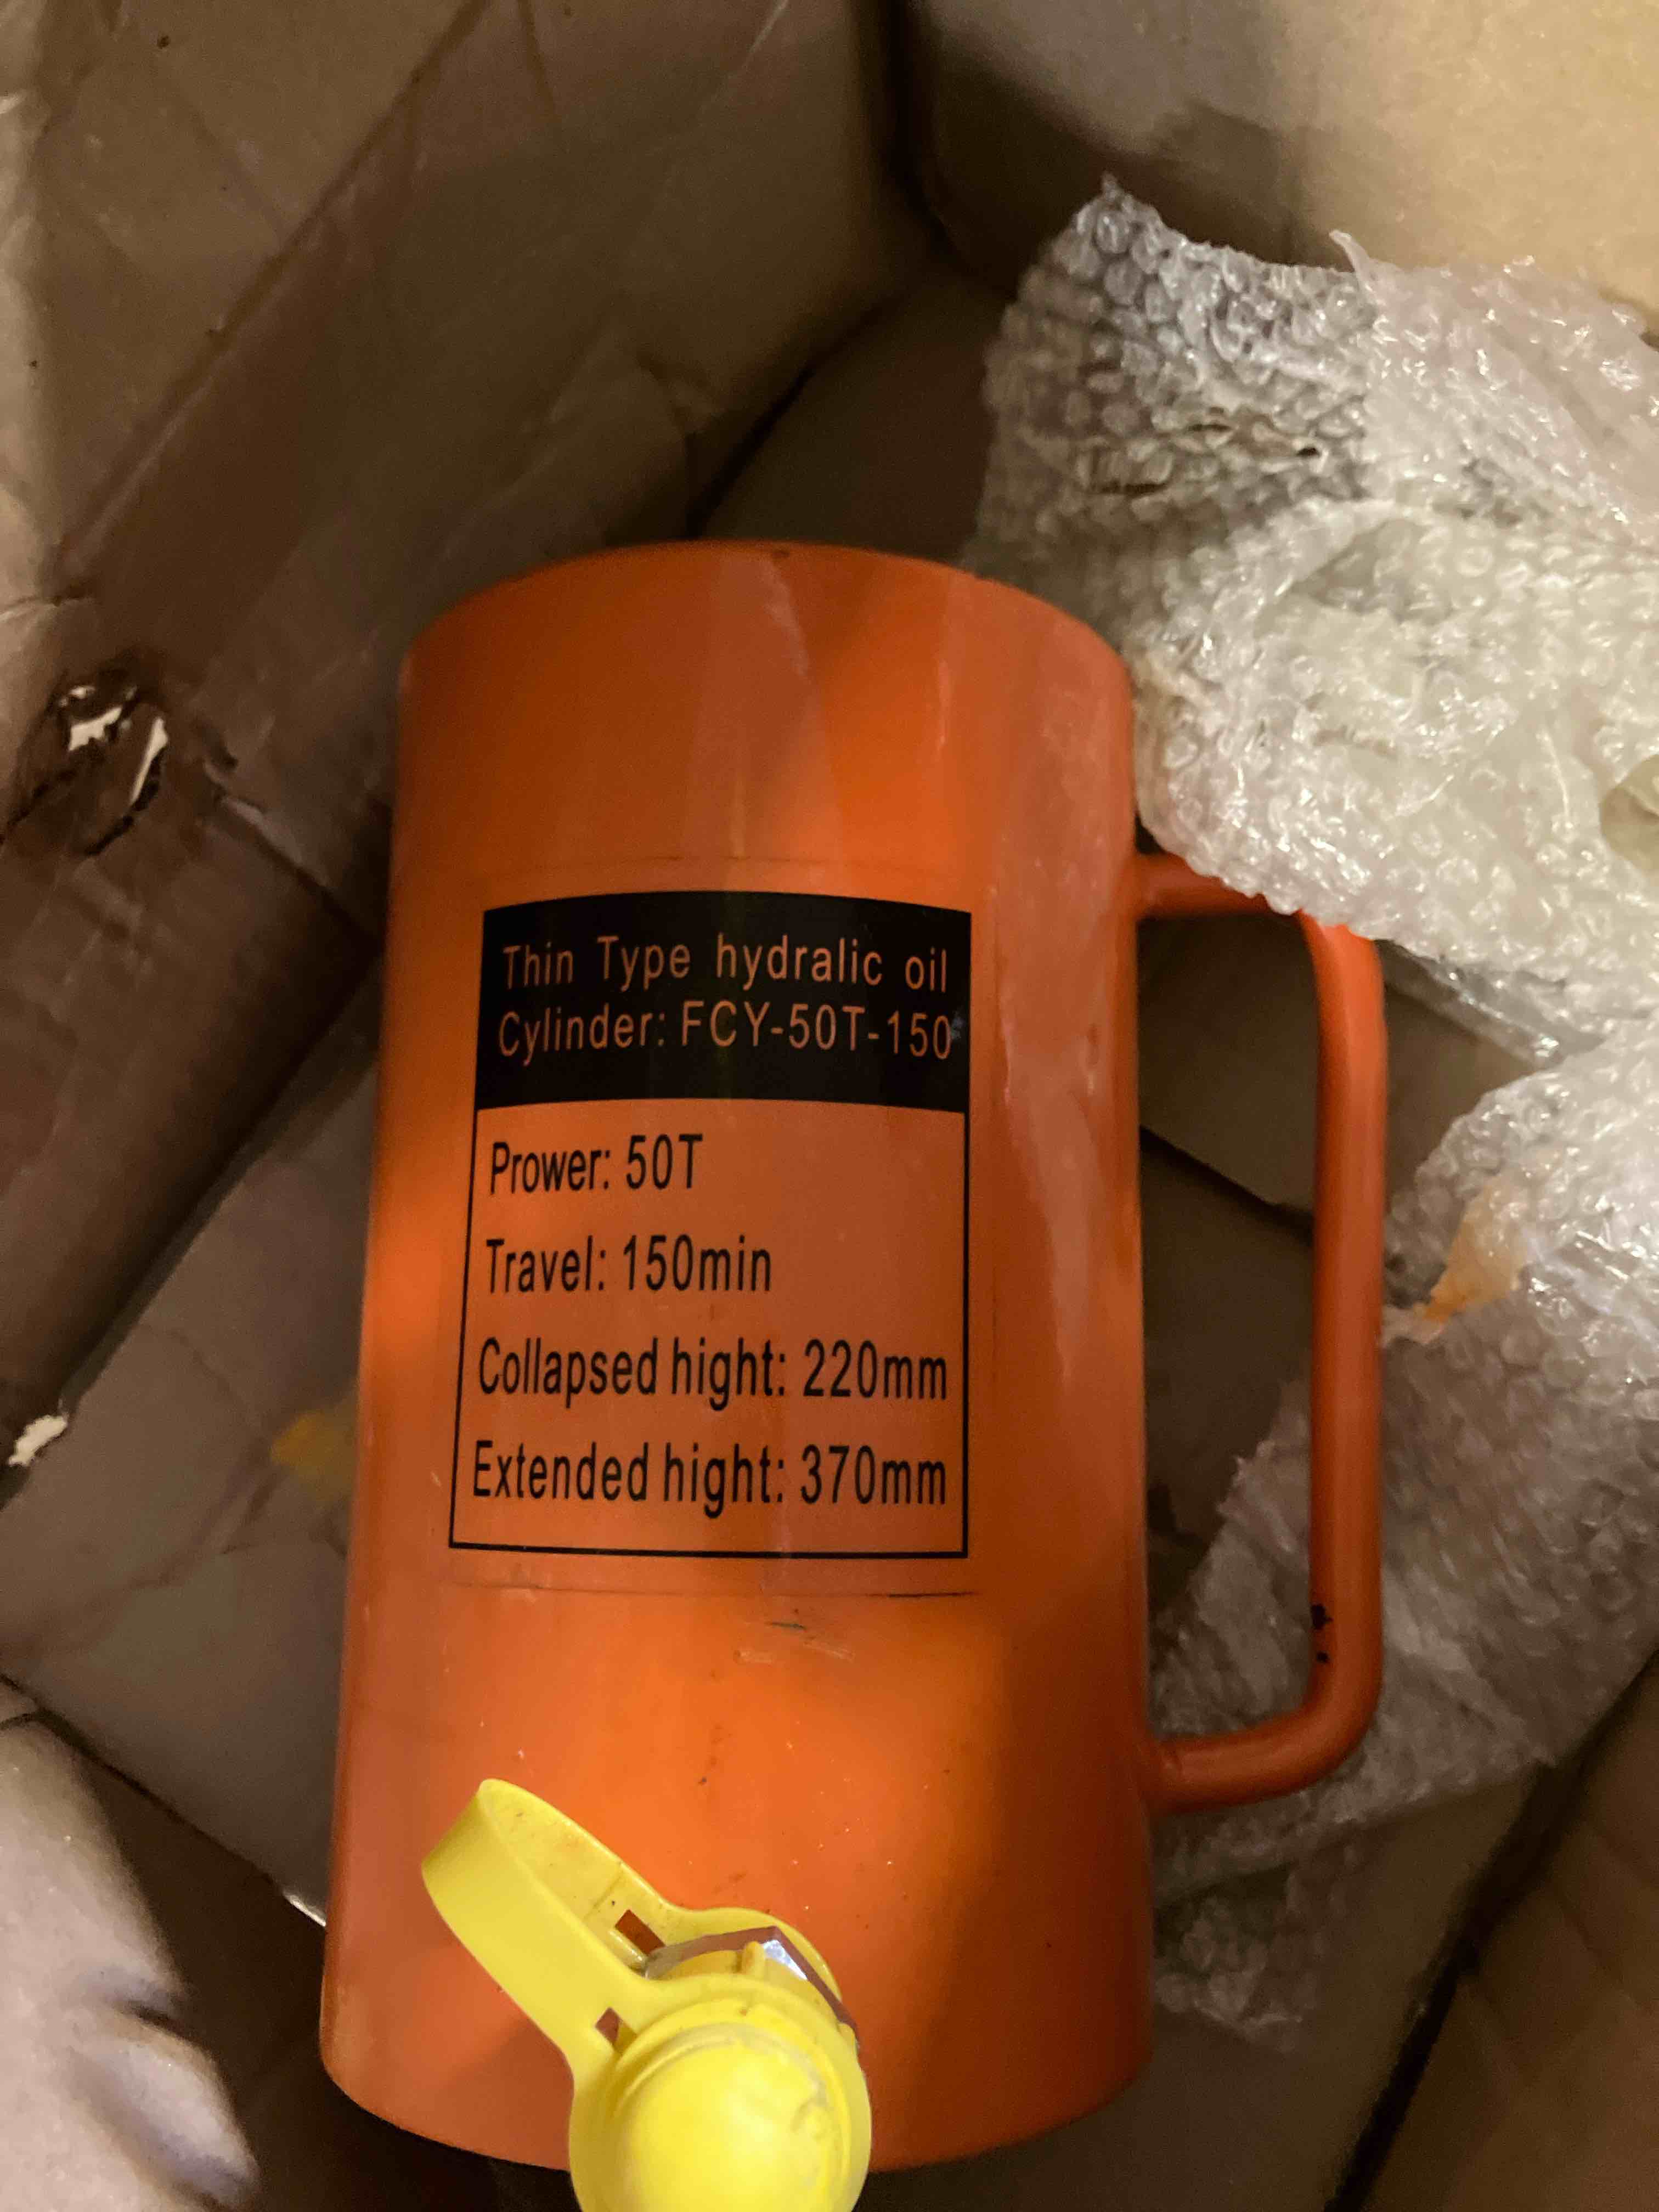 Thin Type hydralic oil
Cylinder: FCY-50T-150
Prower: 50T
Travel: 150min
Collapsed hight: 220mm
Extended hight: 370mm